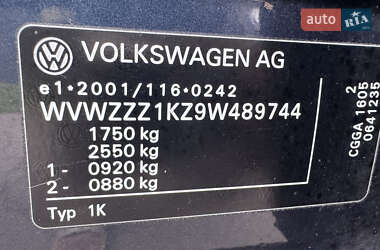 AUTO RIA
VOLKSWAGEN AG
e1*2001/116*0242
WVWZZZ1KZ9W489744
1750 kg
2550 kg
1- 0920 kg
2- 0880 kg
Typ 1K
2
CGGA 1605
0641235